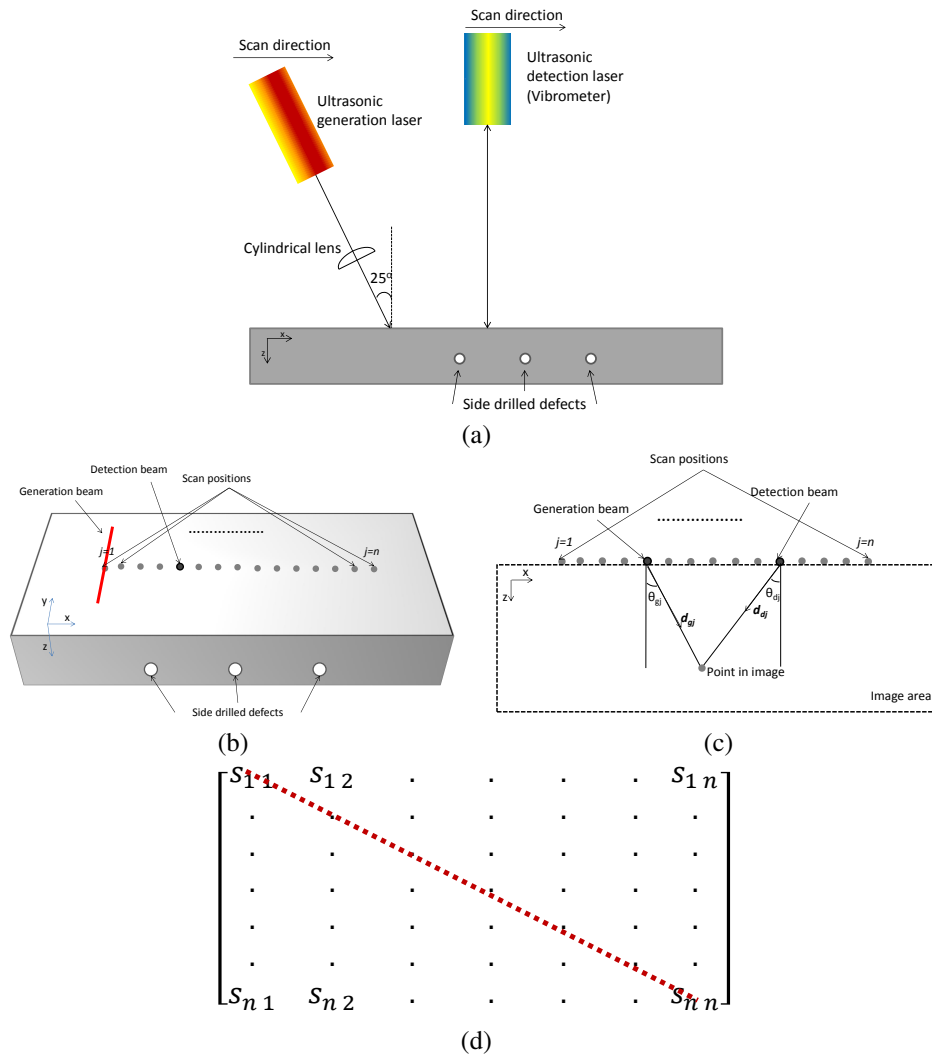 Scan direction
Scan direction
Ultrasonic
generation laser
Ultrasonic
detection laser
(Vibrometer)
Cylindrical lens
25⁰
x
z
Side drilled defects
(a)
Detection beam
Scan positions
Generation beam
j=1
j=n
y
x
z
Side drilled defects
(b)
Scan positions
Detection beam
Generation beam
j=1
j=n
x
z
θgj
θdj
dgj
ddj
Point in image
Image area
(c)
S1 1 S1 2 . . . . S1 n
. . . . . . .
. . . . . . .
. . . . . . .
. . . . . . .
. . . . . . .
Sn 1 Sn 2 . . . . Sn n
(d)